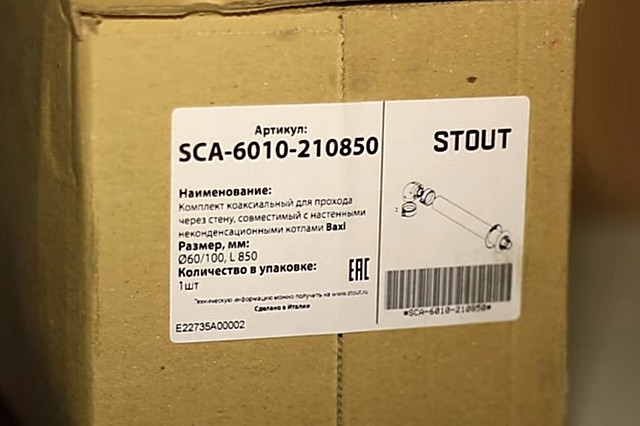 Артикул:
SCA-6010-210850
Наименование:
Комплект коаксиальный для прохода
через стену, совместимый с настенными
неконденсационными котлами Baxi
Размер, мм:
Ø60/100, L 850
Количество в упаковке:
1шт
EAC
Техническую информацию можно получить на www.stout.ru
Сделано в Италии
E22735A00002
STOUT
*SCA-6010-210850*